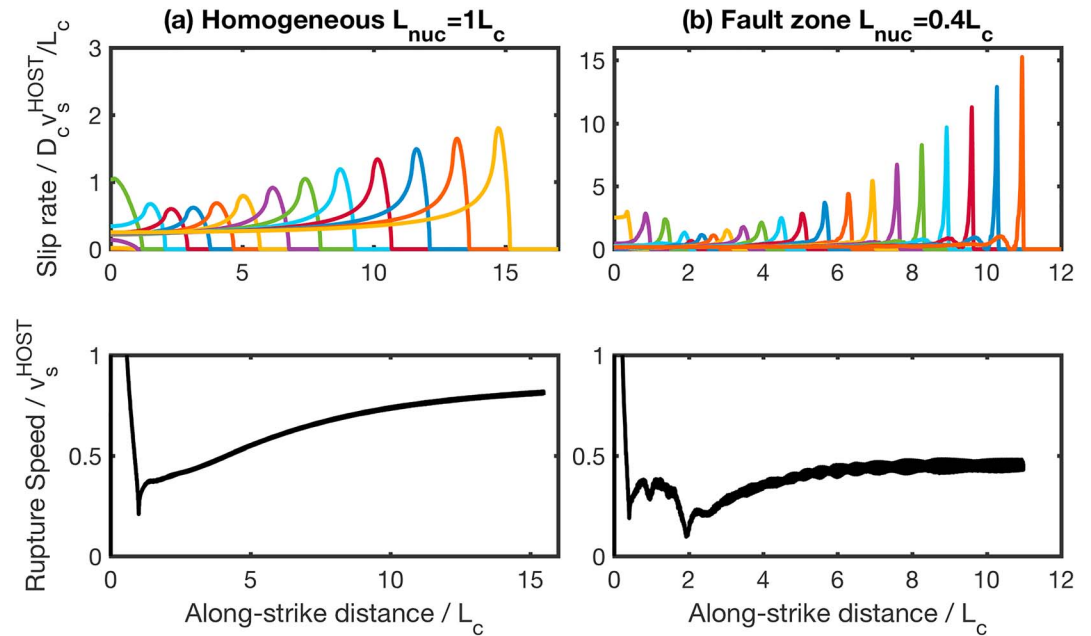 (a) Homogeneous L_nuc=1L_c
(b) Fault zone L_nuc=0.4L_c
Slip rate / D_c v_s^HOST/L_c
3
2
1
0
0 5 10 15
15
10
5
0
0 2 4 6 8 10 12
Rupture Speed / v_s^HOST
1
0.5
0
0 5 10 15
Along-strike distance / L_c
1
0.5
0
0 2 4 6 8 10 12
Along-strike distance / L_c